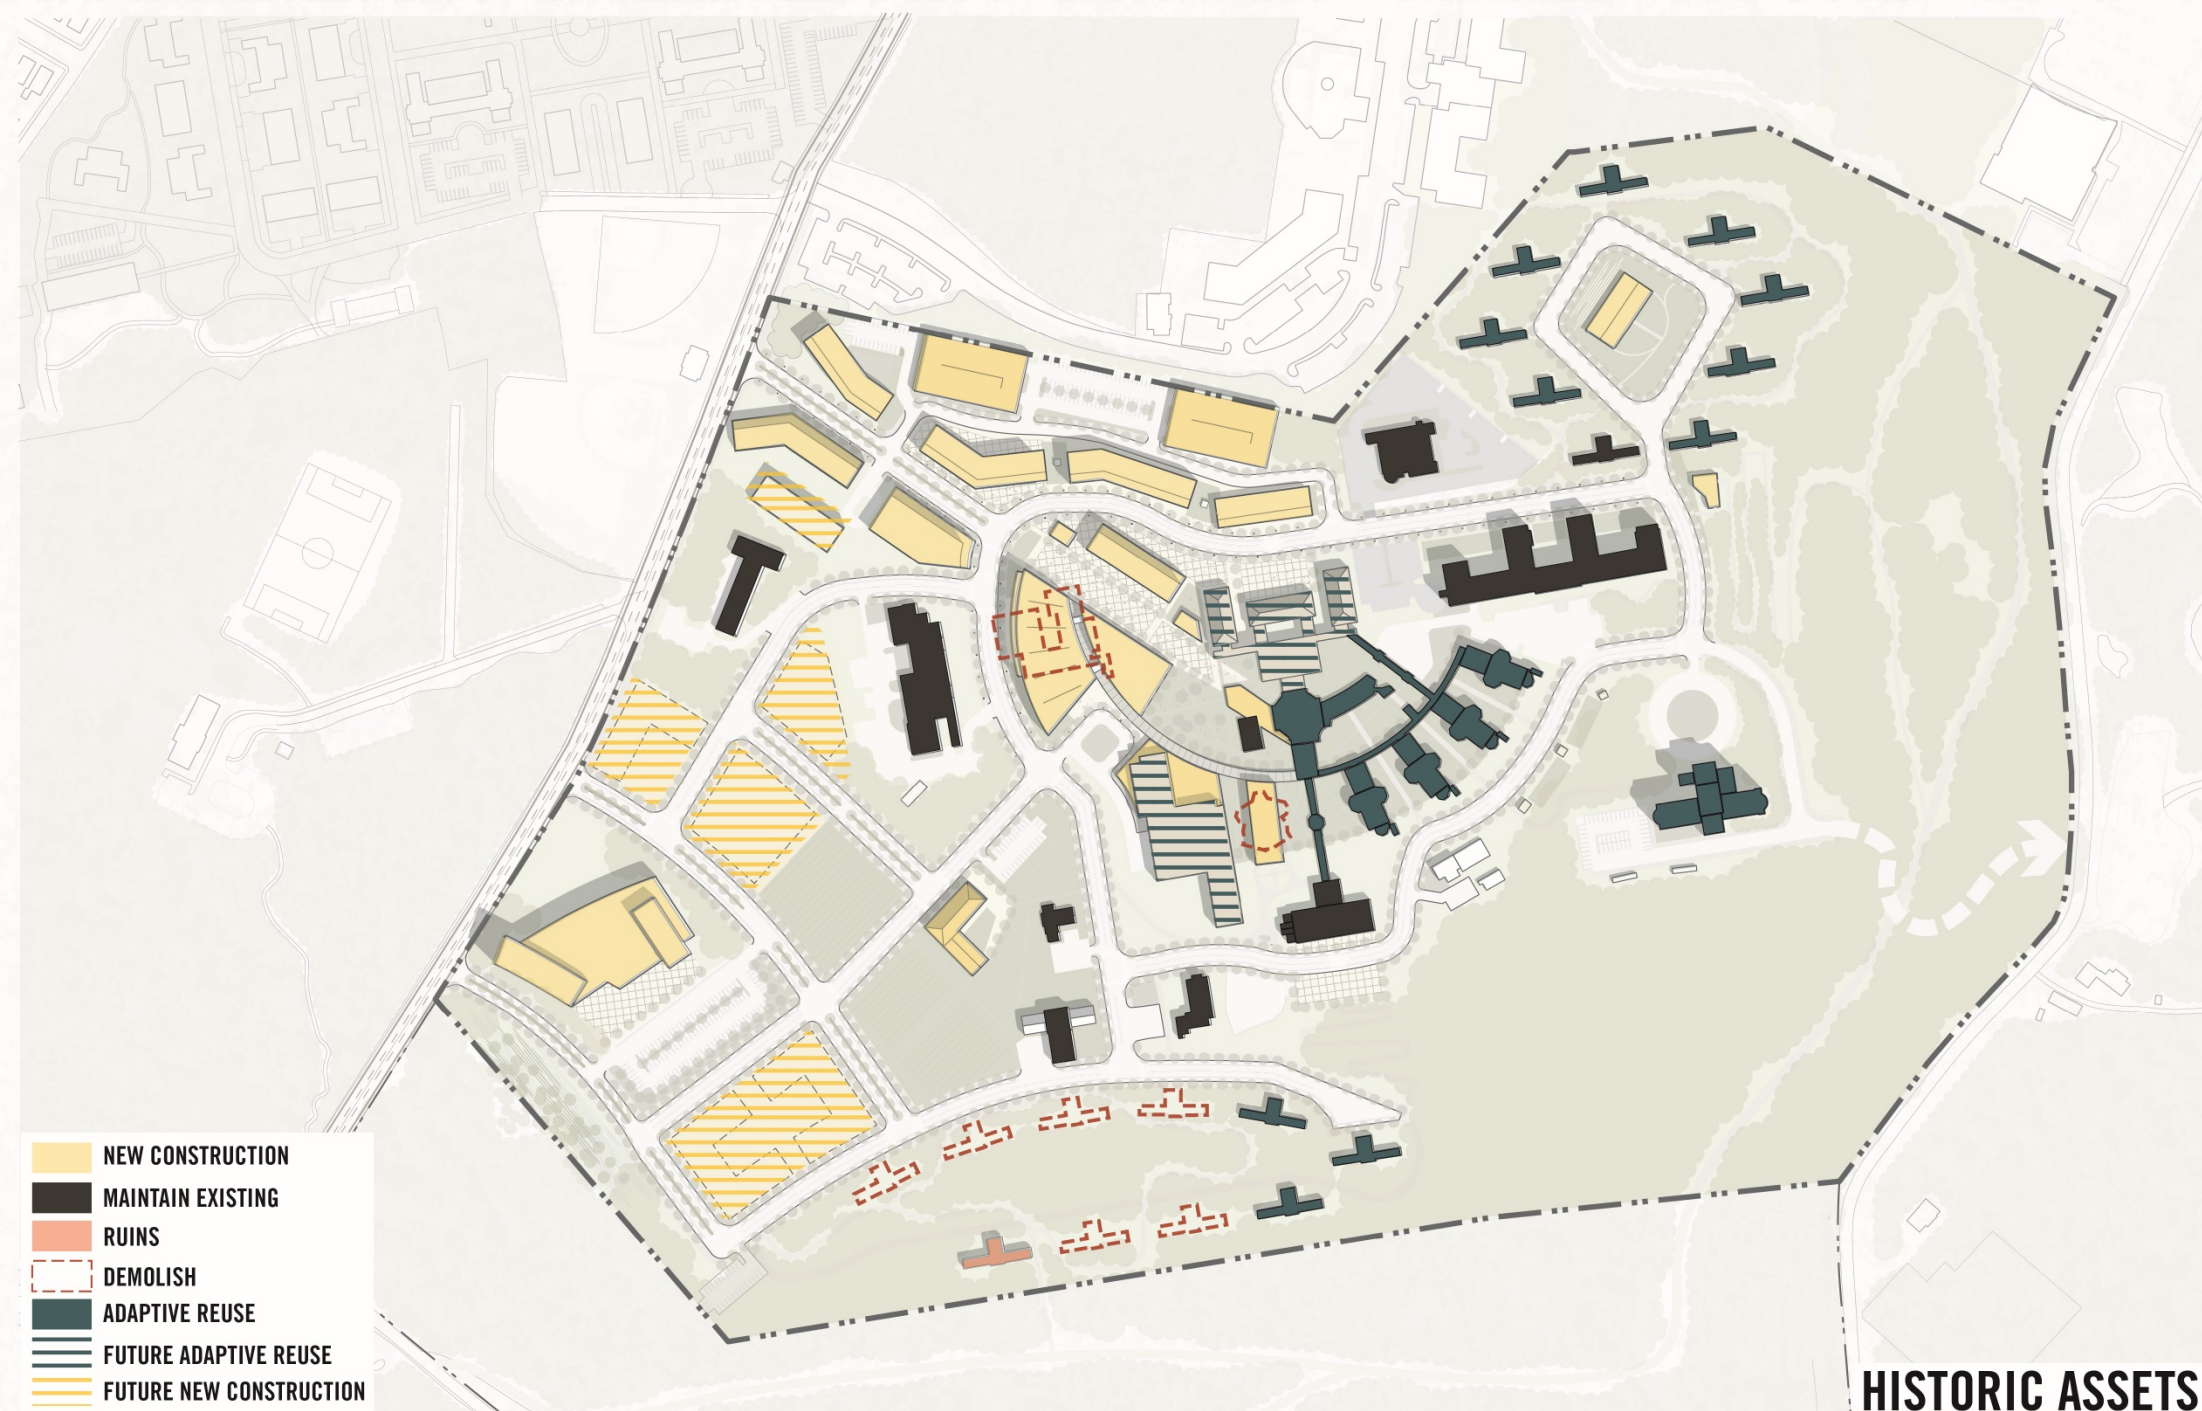 NEW CONSTRUCTION
MAINTAIN EXISTING
RUINS
DEMOLISH
ADAPTIVE REUSE
FUTURE ADAPTIVE REUSE
FUTURE NEW CONSTRUCTION
HISTORIC ASSETS